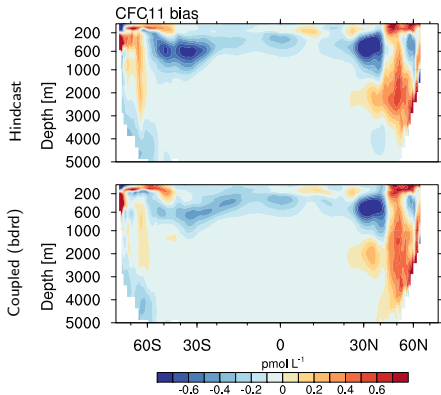 CFC11 bias
Hindcast
Depth [m]
200
600
1000
2000
3000
4000
5000
Coupled (bdrd)
Depth [m]
200
600
1000
2000
3000
4000
5000
60S 30S 0 30N 60N
pmol L⁻¹
-0.6 -0.4 -0.2 0 0.2 0.4 0.6